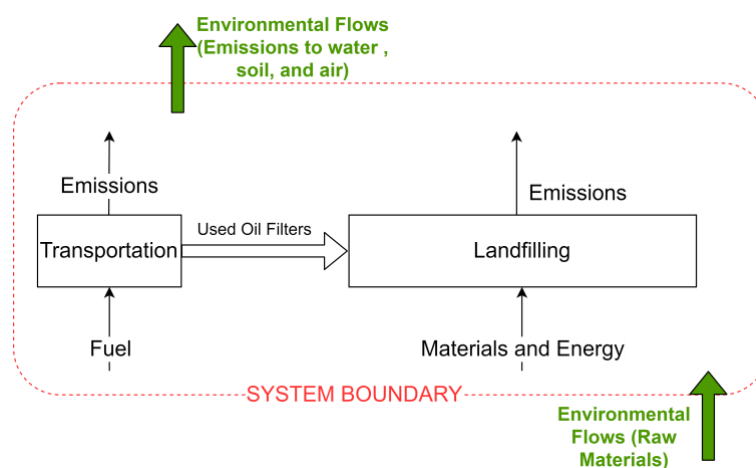 Environmental Flows
(Emissions to water ,
soil, and air)
Emissions
Emissions
Transportation
Used Oil Filters
Landfilling
Fuel
Materials and Energy
SYSTEM BOUNDARY
Environmental
Flows (Raw
Materials)